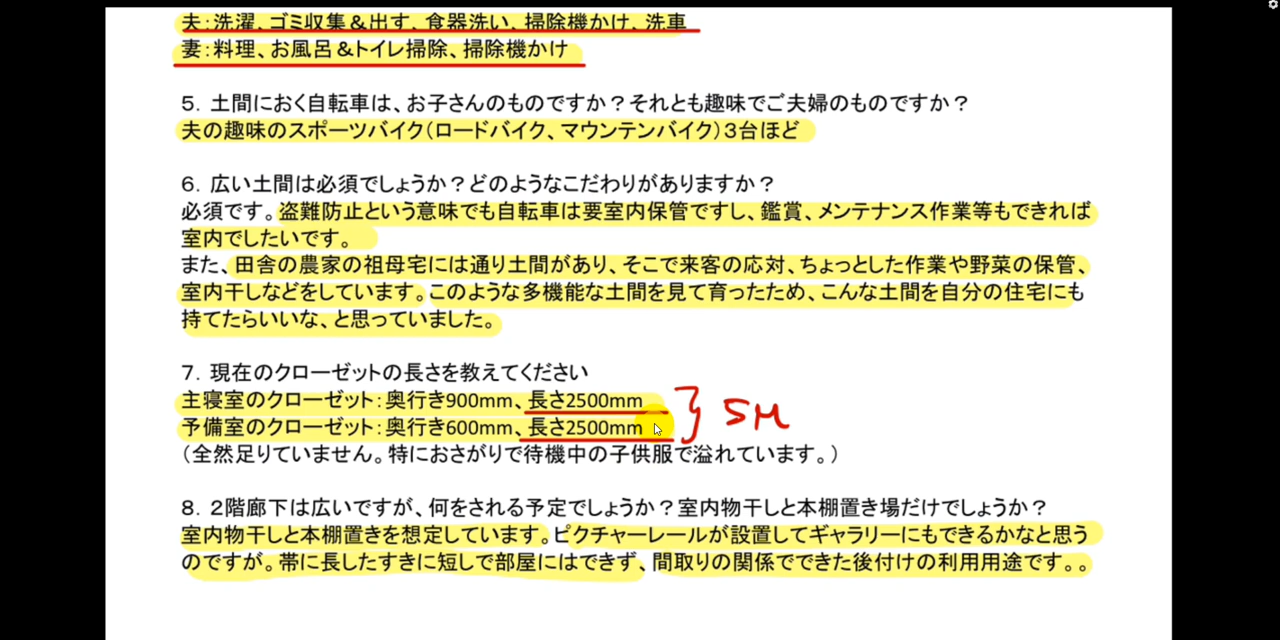 夫：洗濯、ゴミ収集＆出す、食器洗い、掃除機かけ、洗車
妻：料理、お風呂＆トイレ掃除、掃除機かけ
５．土間におく自転車は、お子さんのものですか？それとも趣味でご夫婦のものですか？
夫の趣味のスポーツバイク（ロードバイク、マウンテンバイク）３台ほど
６．広い土間は必須でしょうか？どのようなこだわりがありますか？
必須です。盗難防止という意味でも自転車は要室内保管ですし、鑑賞、メンテナンス作業等もできれば
室内でしたいです。
また、田舎の農家の祖母宅には通り土間があり、そこで来客の応対、ちょっとした作業や野菜の保管、
室内干しなどをしています。このような多機能な土間を見て育ったため、こんな土間を自分の住宅にも
持てたらいいな、と思っていました。
７．現在のクローゼットの長さを教えてください
主寝室のクローゼット：奥行き900mm、長さ2500mm
予備室のクローゼット：奥行き600mm、長さ2500mm
5M
（全然足りていません。特におさがりで待機中の子供服で溢れています。）
８．２階廊下は広いですが、何をされる予定でしょうか？室内物干しと本棚置き場だけでしょうか？
室内物干しと本棚置きを想定しています。ピクチャーレールが設置してギャラリーにもできるかなと思う
のですが。帯に長したすきに短しで部屋にはできず、間取りの関係でできた後付けの利用用途です。。